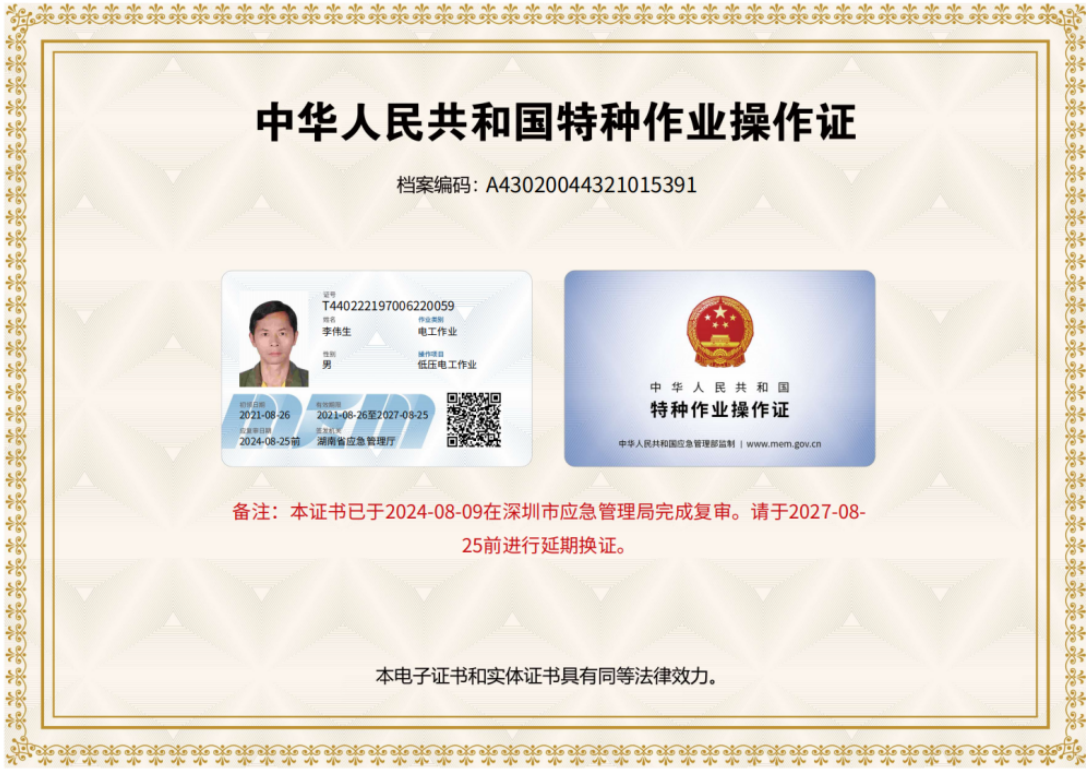 中华人民共和国特种作业操作证
档案编码：A43020044321015391
证号
T440222197006220059
姓名 作业类别
李伟生 电工作业
性别 操作项目
男 低压电工作业
初领日期 有效期限
2021-08-26 2021-08-26至2027-08-25
应复审日期 签发机关
2024-08-25前 湖南省应急管理厅
中华人民共和国
特种作业操作证
中华人民共和国应急管理部监制 | www.mem.gov.cn
备注：本证书已于2024-08-09在深圳市应急管理局完成复审。请于2027-08-
25前进行延期换证。
本电子证书和实体证书具有同等法律效力。